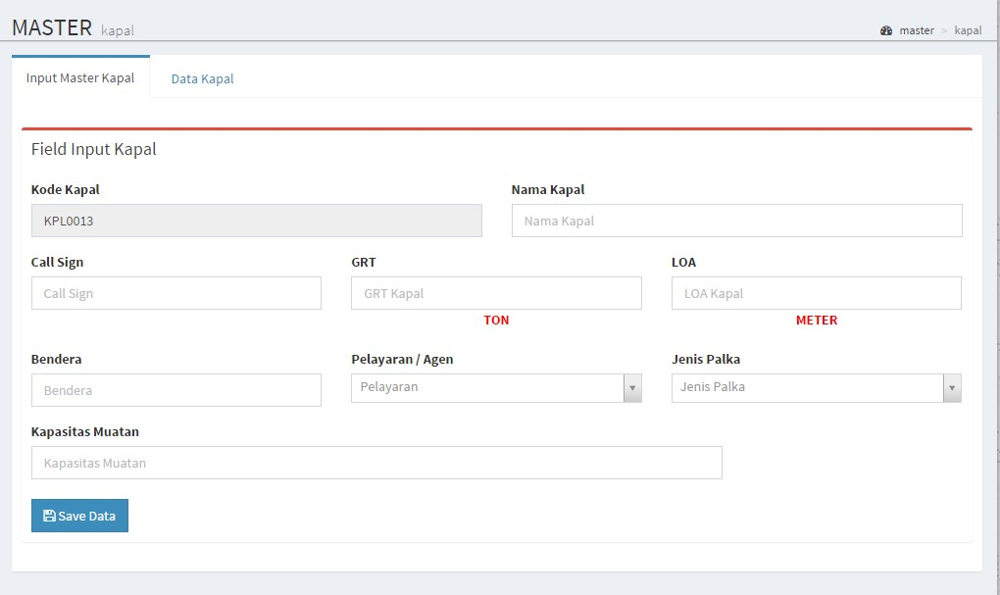 MASTER kapal
master > kapal
Input Master Kapal
Data Kapal
Field Input Kapal
Kode Kapal
Nama Kapal
KPL0013
Nama Kapal
Call Sign
GRT
LOA
Call Sign
GRT Kapal
LOA Kapal
TON
METER
Bendera
Pelayaran / Agen
Jenis Palka
Bendera
Pelayaran
Jenis Palka
Kapasitas Muatan
Kapasitas Muatan
Save Data